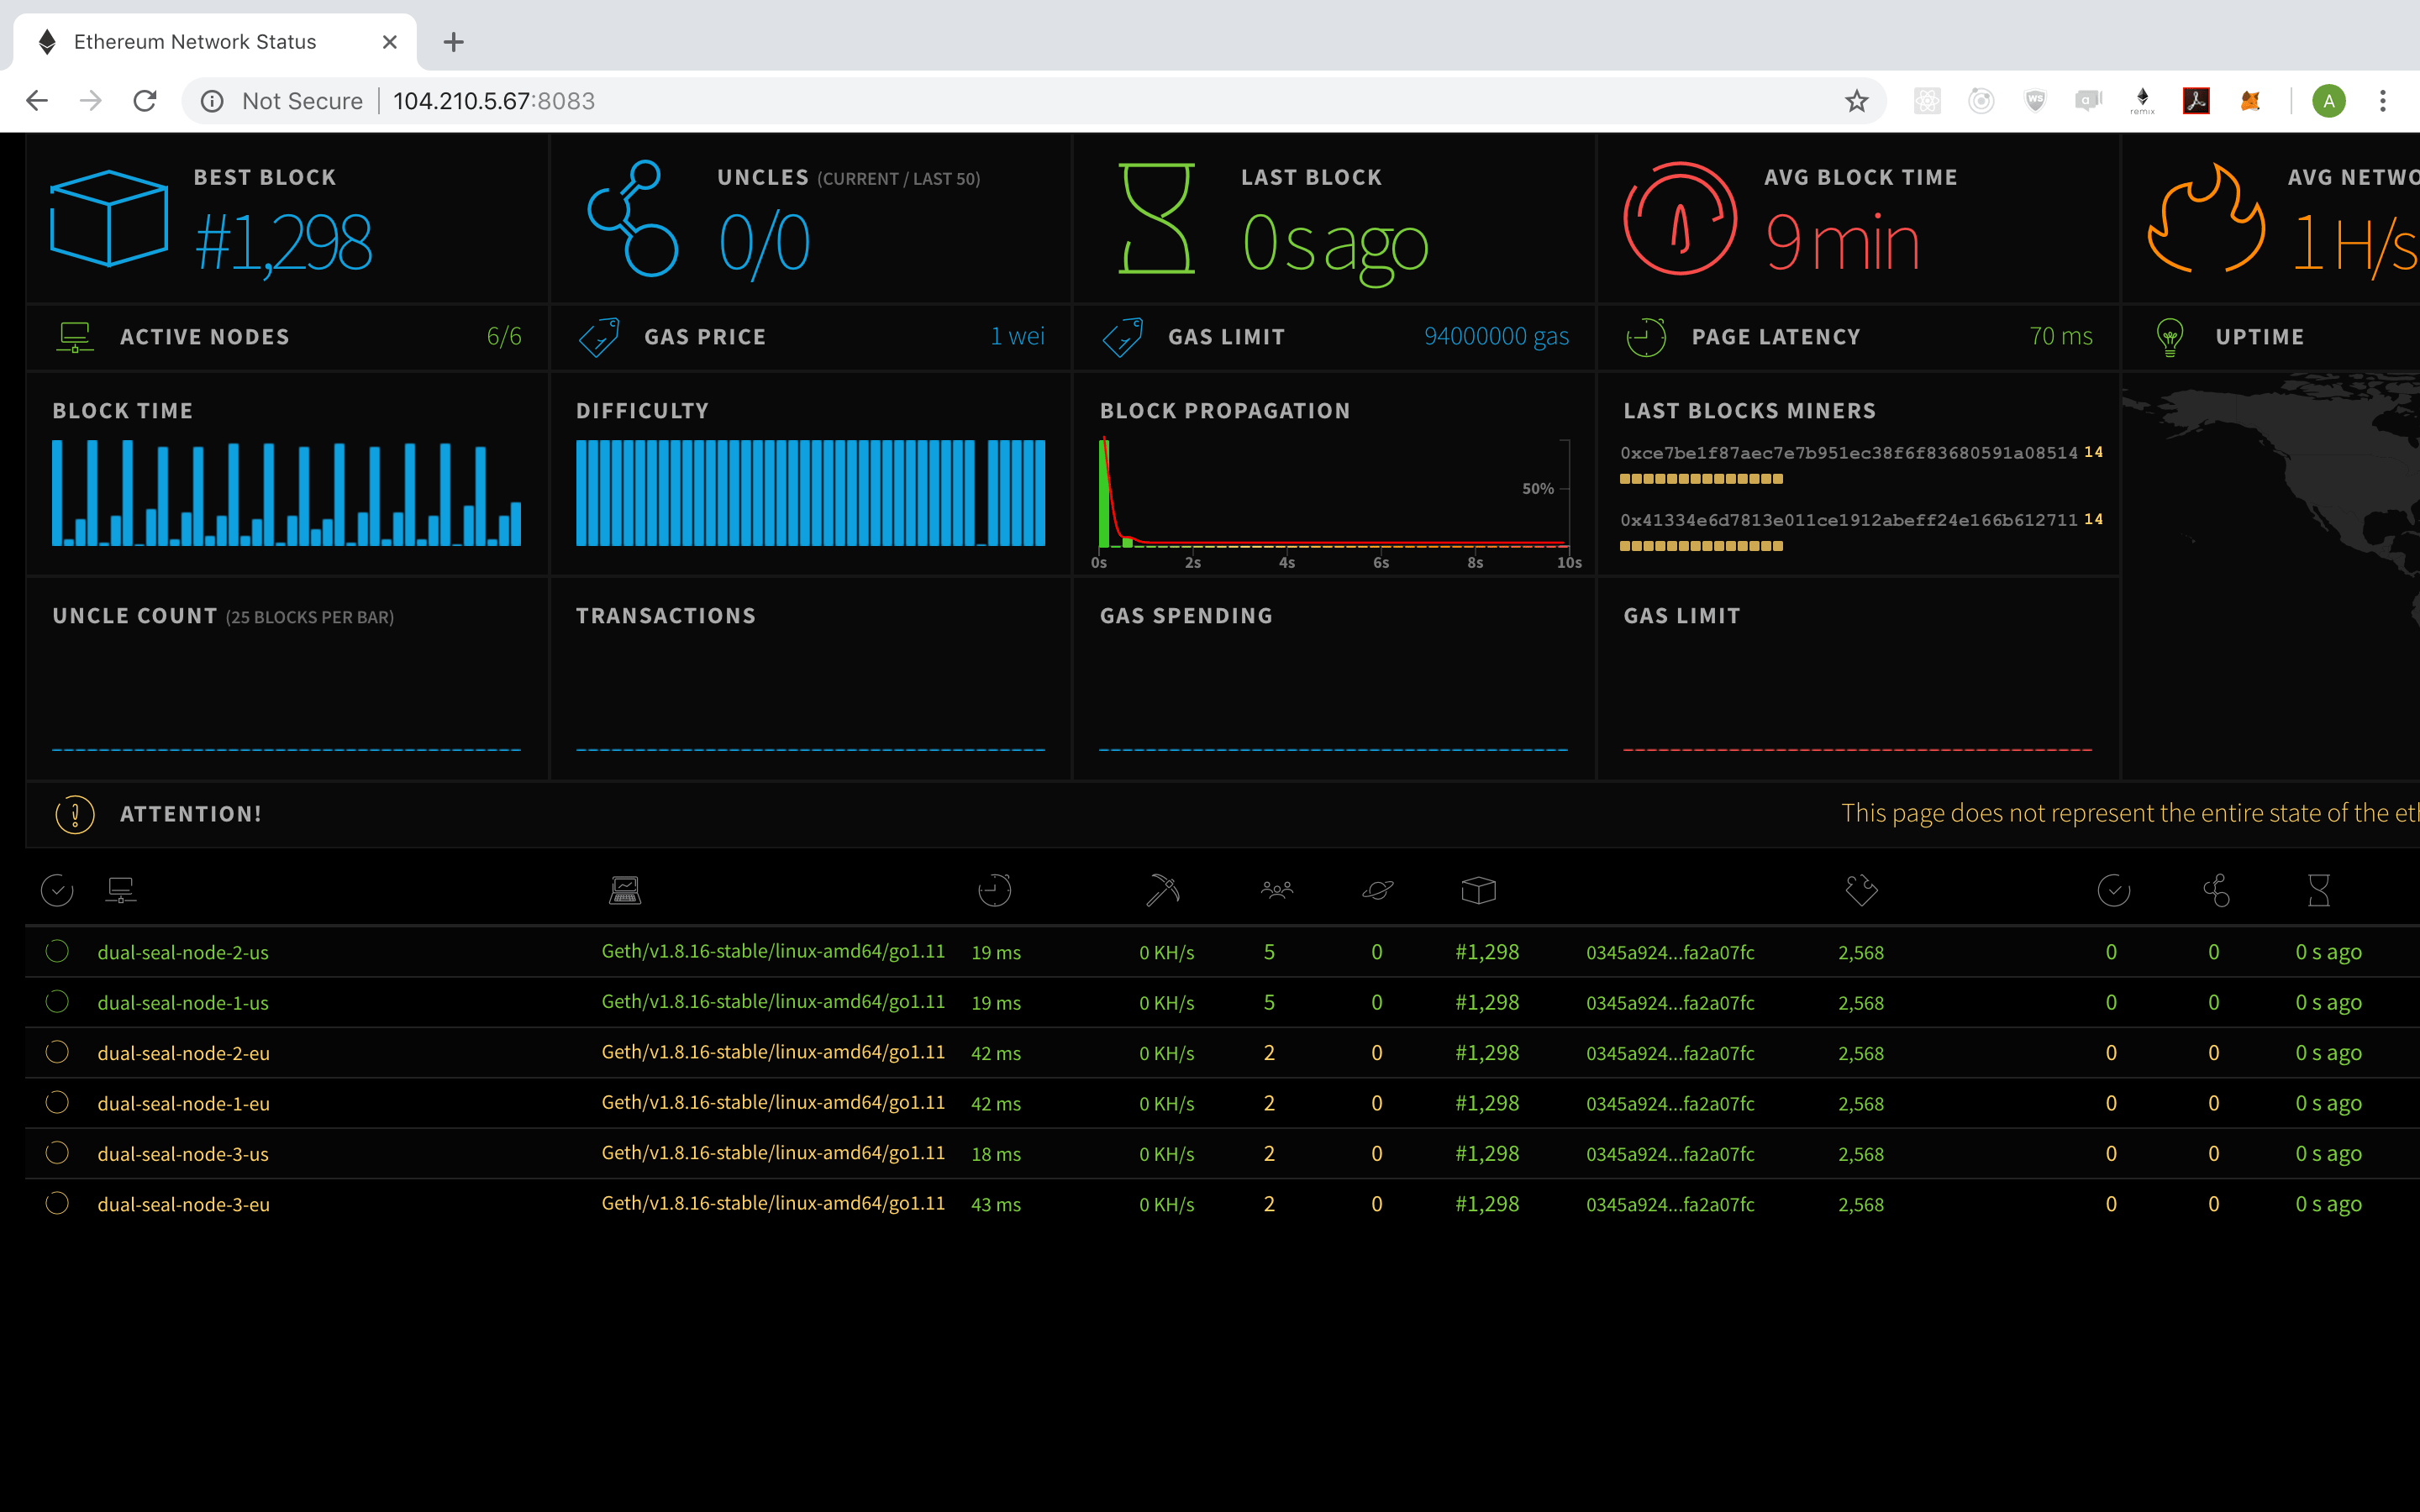 Ethereum Network Status
Not Secure | 104.210.5.67:8083
remix
A
BEST BLOCK
#1,298
UNCLES (CURRENT / LAST 50)
0/0
LAST BLOCK
0 s ago
AVG BLOCK TIME
9 min
AVG NETWO
1 H/s
ACTIVE NODES 6/6
GAS PRICE 1 wei
GAS LIMIT 94000000 gas
PAGE LATENCY 70 ms
UPTIME
BLOCK TIME
DIFFICULTY
BLOCK PROPAGATION
50%
0s 2s 4s 6s 8s 10s
LAST BLOCKS MINERS
0xce7be1f87aec7e7b951ec38f6f83680591a08514 14
0x41334e6d7813e011ce1912abeff24e166b612711 14
UNCLE COUNT (25 BLOCKS PER BAR)
TRANSACTIONS
GAS SPENDING
GAS LIMIT
ATTENTION! This page does not represent the entire state of the eth
dual-seal-node-2-us Geth/v1.8.16-stable/linux-amd64/go1.11 19 ms 0 KH/s 5 0 #1,298 0345a924...fa2a07fc 2,568 0 0 0 s ago
dual-seal-node-1-us Geth/v1.8.16-stable/linux-amd64/go1.11 19 ms 0 KH/s 5 0 #1,298 0345a924...fa2a07fc 2,568 0 0 0 s ago
dual-seal-node-2-eu Geth/v1.8.16-stable/linux-amd64/go1.11 42 ms 0 KH/s 2 0 #1,298 0345a924...fa2a07fc 2,568 0 0 0 s ago
dual-seal-node-1-eu Geth/v1.8.16-stable/linux-amd64/go1.11 42 ms 0 KH/s 2 0 #1,298 0345a924...fa2a07fc 2,568 0 0 0 s ago
dual-seal-node-3-us Geth/v1.8.16-stable/linux-amd64/go1.11 18 ms 0 KH/s 2 0 #1,298 0345a924...fa2a07fc 2,568 0 0 0 s ago
dual-seal-node-3-eu Geth/v1.8.16-stable/linux-amd64/go1.11 43 ms 0 KH/s 2 0 #1,298 0345a924...fa2a07fc 2,568 0 0 0 s ago